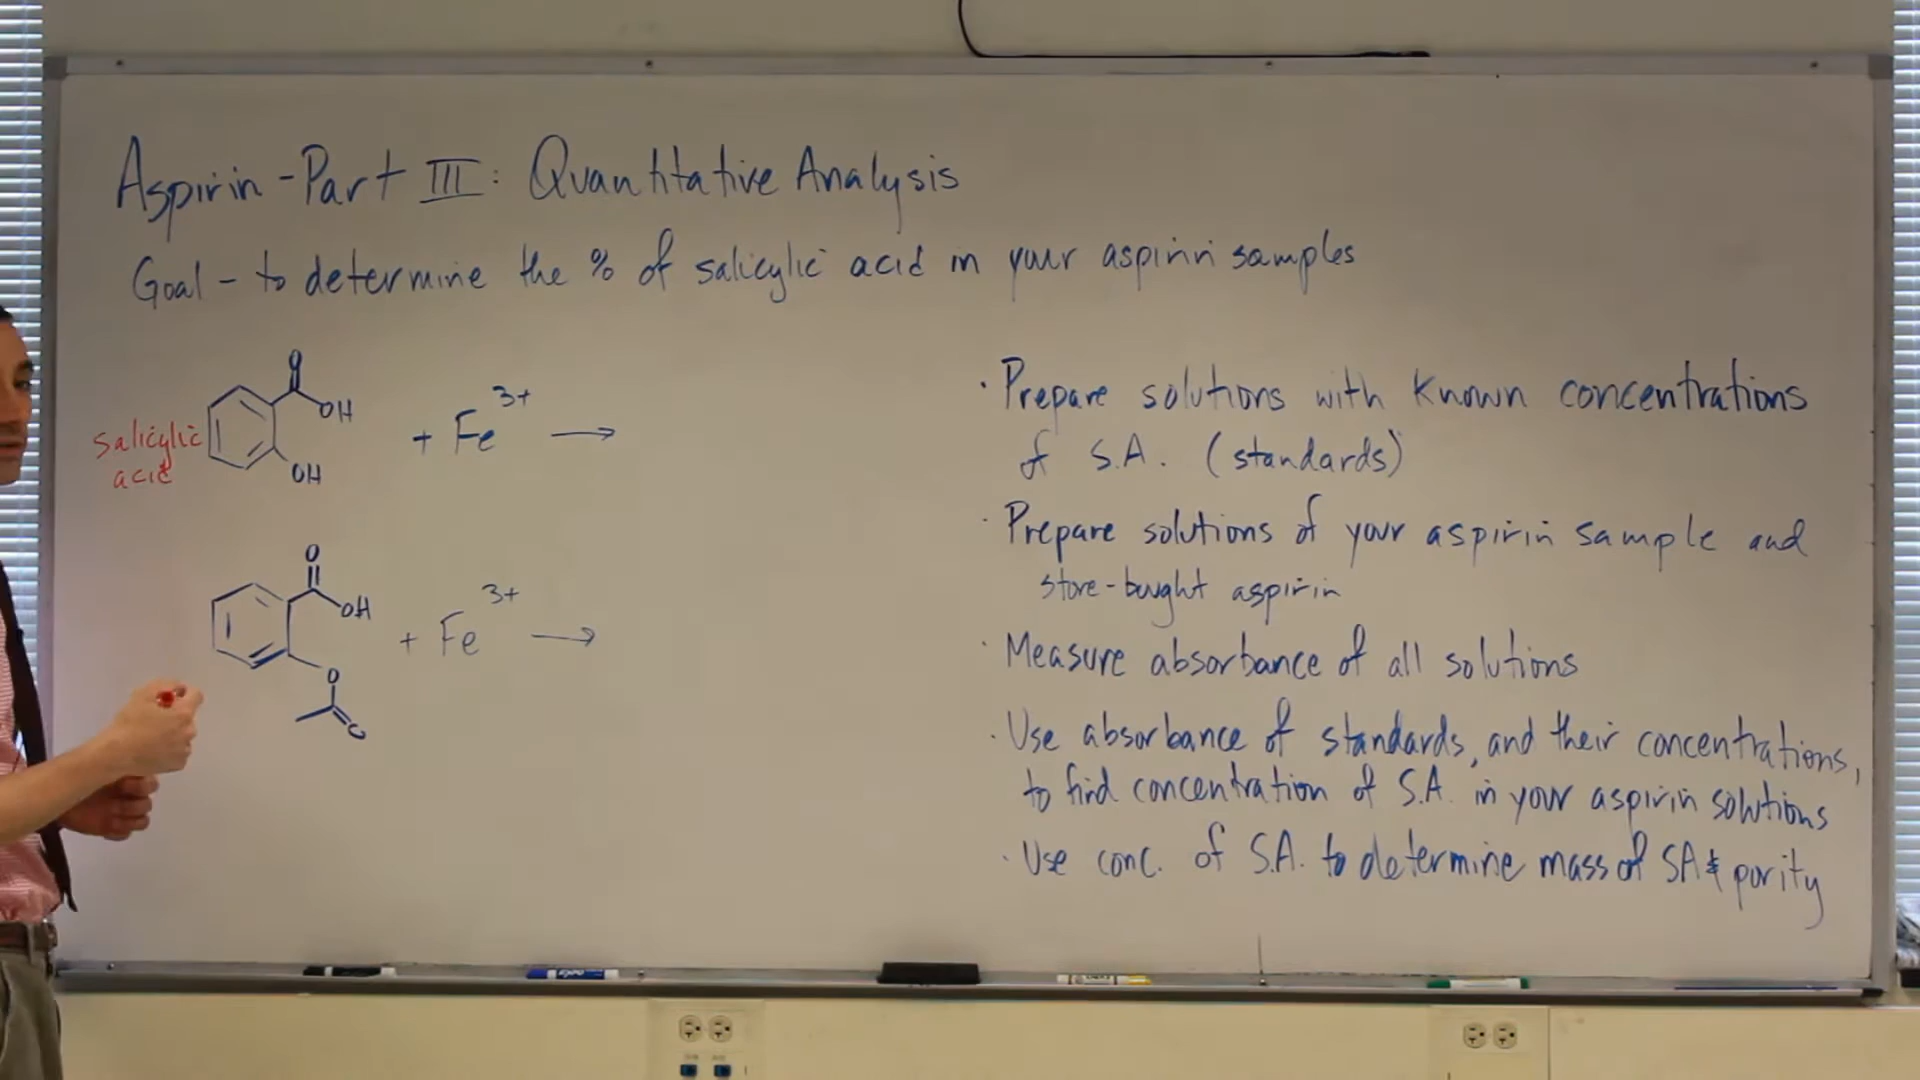 Aspirin - Part III: Quantitative Analysis
Goal - to determine the % of salicylic acid in your aspirin samples
O
OH
OH
salicylic
acid
+ Fe 3+ →
O
OH
O
O
+ Fe 3+ →
· Prepare solutions with known concentrations
of S.A. (standards)
· Prepare solutions of your aspirin sample and
store-bought aspirin
· Measure absorbance of all solutions
· Use absorbance of standards, and their concentrations,
to find concentration of S.A. in your aspirin solutions
· Use conc. of S.A. to determine mass of SA & purity